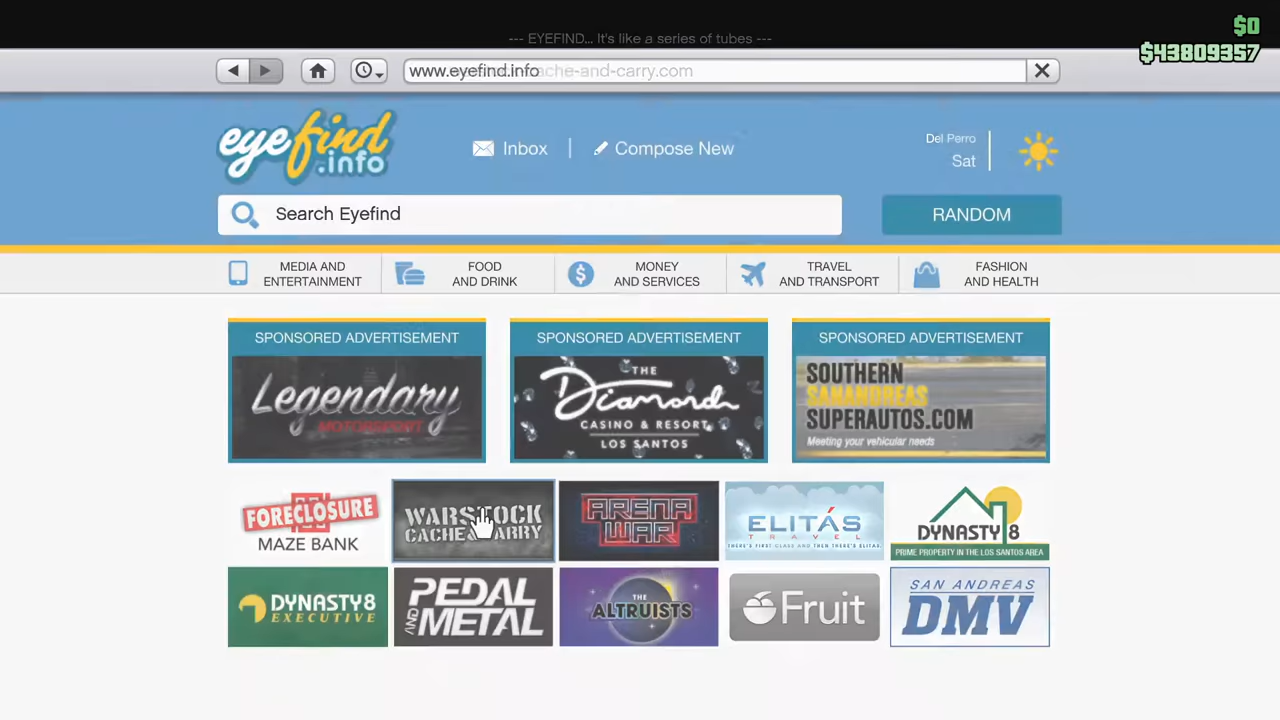 $0
--- EYEFIND... It's like a series of tubes ---
$43809357
www.eyefind.info ache-and-carry.com
eyefind
.info
Inbox
Compose New
Del Perro
Sat
Search Eyefind
RANDOM
MEDIA AND
ENTERTAINMENT
FOOD
AND DRINK
MONEY
AND SERVICES
TRAVEL
AND TRANSPORT
FASHION
AND HEALTH
SPONSORED ADVERTISEMENT
Legendary
MOTORSPORT
SPONSORED ADVERTISEMENT
THE
Diamond
CASINO & RESORT
LOS SANTOS
SPONSORED ADVERTISEMENT
SOUTHERN
SANANDREAS
SUPERAUTOS.COM
Meeting your vehicular needs
FORECLOSURE
MAZE BANK
WARSTOCK
CACHE & CARRY
ARENA
WAR
ELITÁS
TRAVEL
THERE'S FIRST CLASS AND THEN THERE'S ELITAS
DYNASTY 8
PRIME PROPERTY IN THE LOS SANTOS AREA
DYNASTY 8
EXECUTIVE
PEDAL
AND METAL
THE
ALTRUISTS
Fruit
SAN ANDREAS
DMV